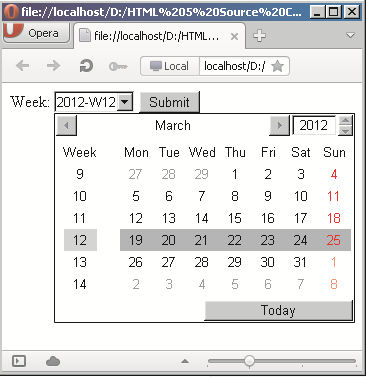 file://localhost/D:/HTML%205%20Source%20C...
Opera
file://localhost/D:/HTML...
Local
localhost/D:/
Week: 2012-W12 Submit
March 2012
Week Mon Tue Wed Thu Fri Sat Sun
9 27 28 29 1 2 3 4
10 5 6 7 8 9 10 11
11 12 13 14 15 16 17 18
12 19 20 21 22 23 24 25
13 26 27 28 29 30 31 1
14 2 3 4 5 6 7 8
Today